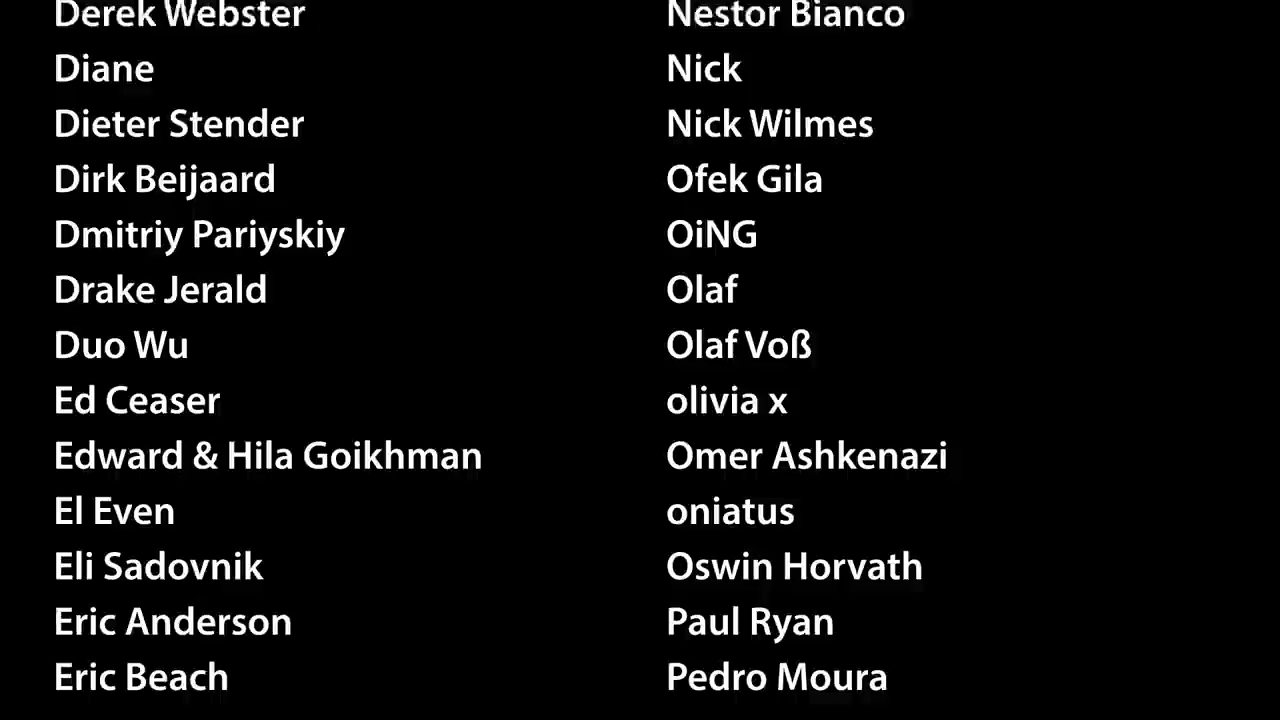 Derek Webster
Diane
Dieter Stender
Dirk Beijaard
Dmitriy Pariyskiy
Drake Jerald
Duo Wu
Ed Ceaser
Edward & Hila Goikhman
El Even
Eli Sadovnik
Eric Anderson
Eric Beach
Nestor Bianco
Nick
Nick Wilmes
Ofek Gila
OiNG
Olaf
Olaf Voß
olivia x
Omer Ashkenazi
oniatus
Oswin Horvath
Paul Ryan
Pedro Moura